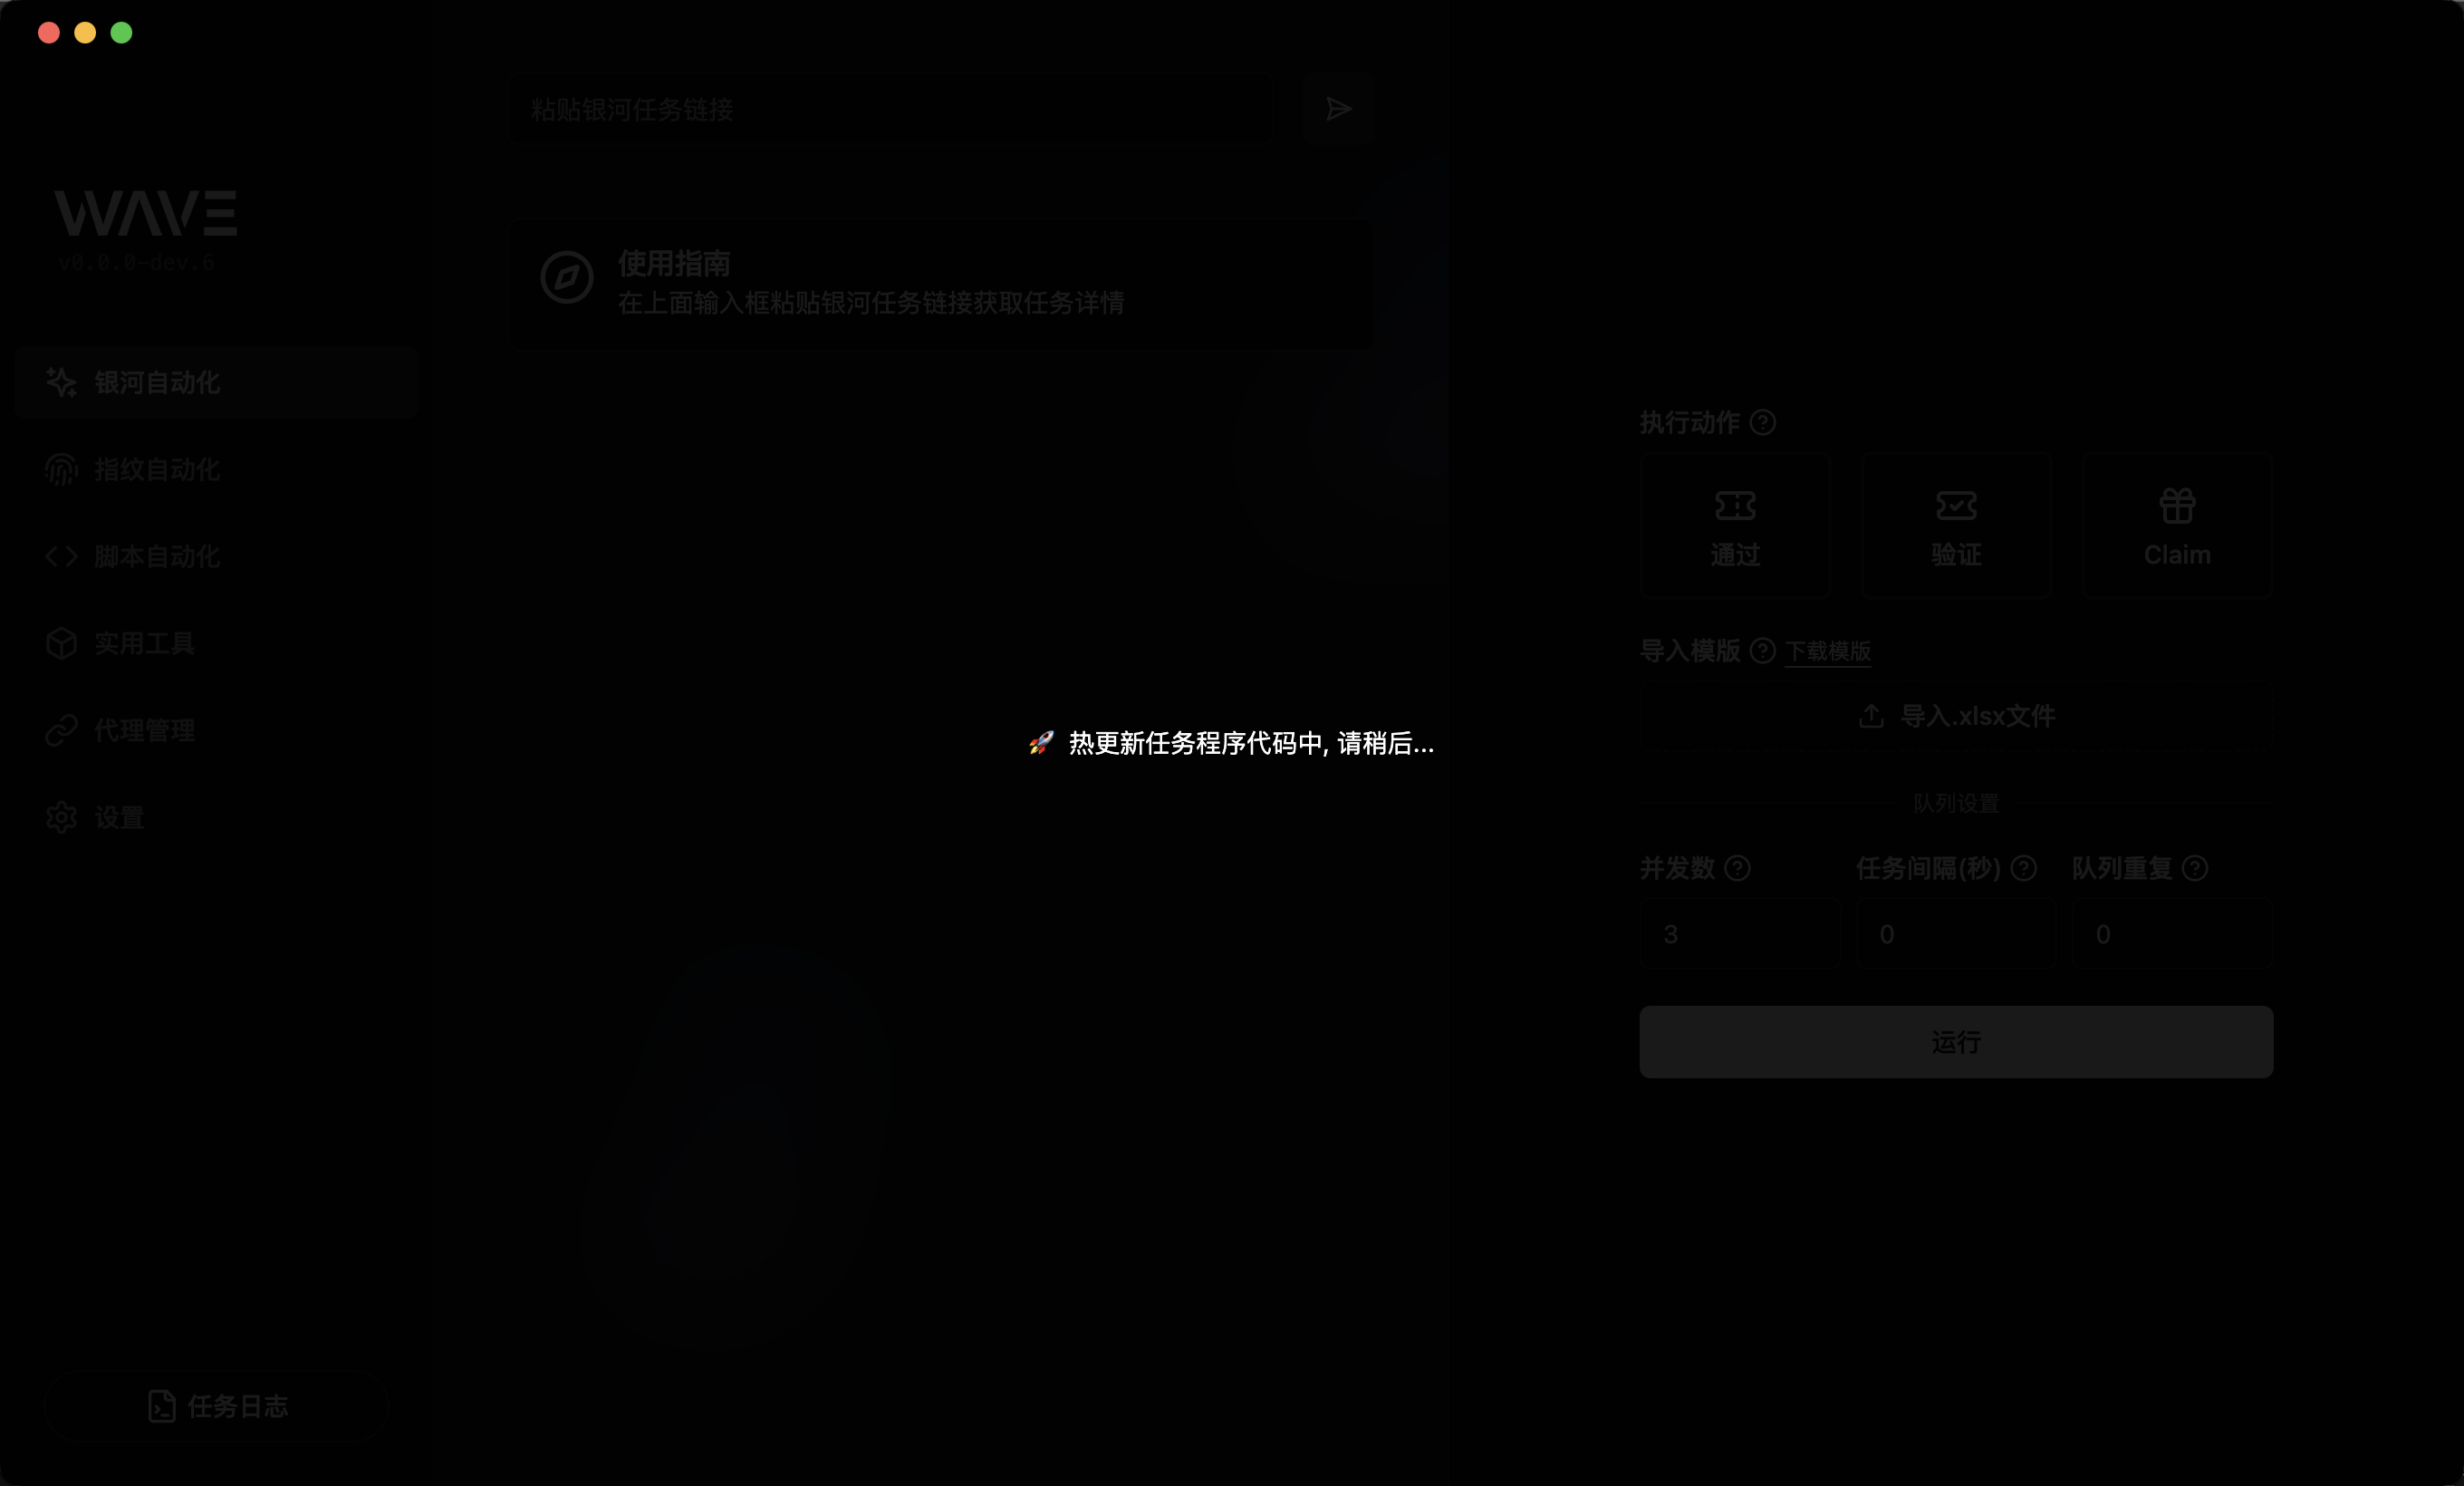 WAVE
v0.0.0-dev.6
银河自动化
指纹自动化
脚本自动化
实用工具
代理管理
设置
任务日志
粘贴银河任务链接
使用指南
在上面输入框粘贴银河任务链接获取任务详情
🚀 热更新任务程序代码中, 请稍后...
执行动作
通过
验证
Claim
导入模版 下载模版
导入.xlsx文件
队列设置
并发数 任务间隔(秒) 队列重复
3 0 0
运行